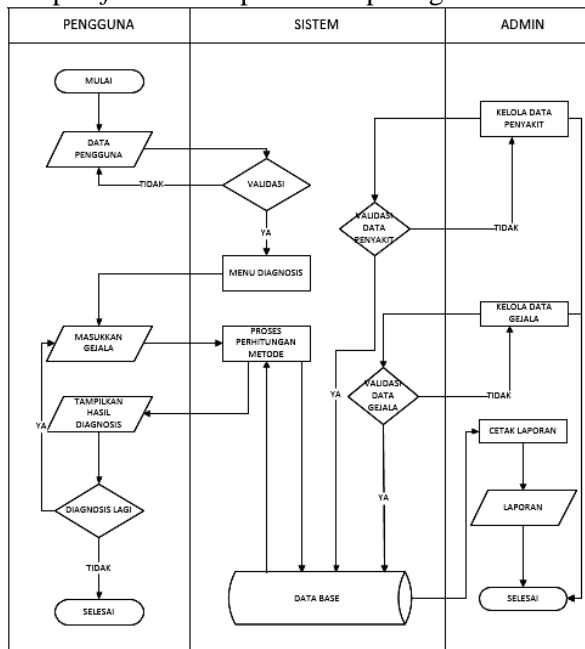 PENGGUNA
SISTEM
ADMIN
MULAI
KELOLA DATA
PENYAKIT
DATA
PENGGUNA
TIDAK
VALIDASI
VALIDASI
DATA
PENYAKIT
TIDAK
YA
MENU DIAGNOSIS
KELOLA DATA
GEJALA
MASUKKAN
GEJALA
PROSES
PERHITUNGAN
METODE
VALIDASI
DATA
GEJALA
TIDAK
YA
TAMPILKAN
HASIL
DIAGNOSIS
YA
CETAK LAPORAN
YA
DIAGNOSIS LAGI
LAPORAN
TIDAK
SELESAI
DATA BASE
SELESAI